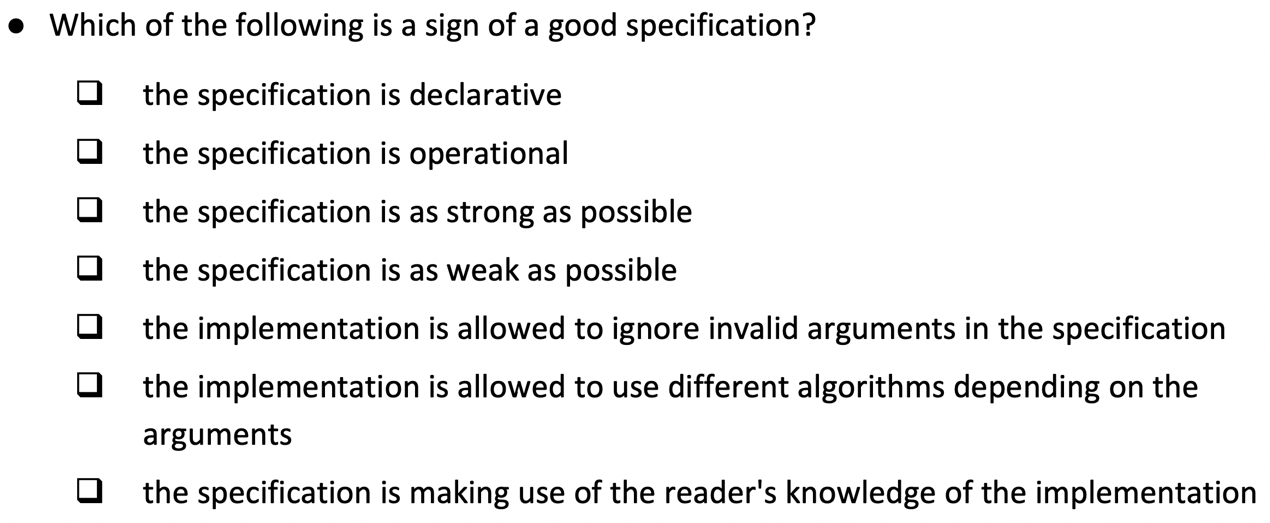 ● Which of the following is a sign of a good specification?
❑ the specification is declarative
❑ the specification is operational
❑ the specification is as strong as possible
❑ the specification is as weak as possible
❑ the implementation is allowed to ignore invalid arguments in the specification
❑ the implementation is allowed to use different algorithms depending on the
arguments
❑ the specification is making use of the reader's knowledge of the implementation